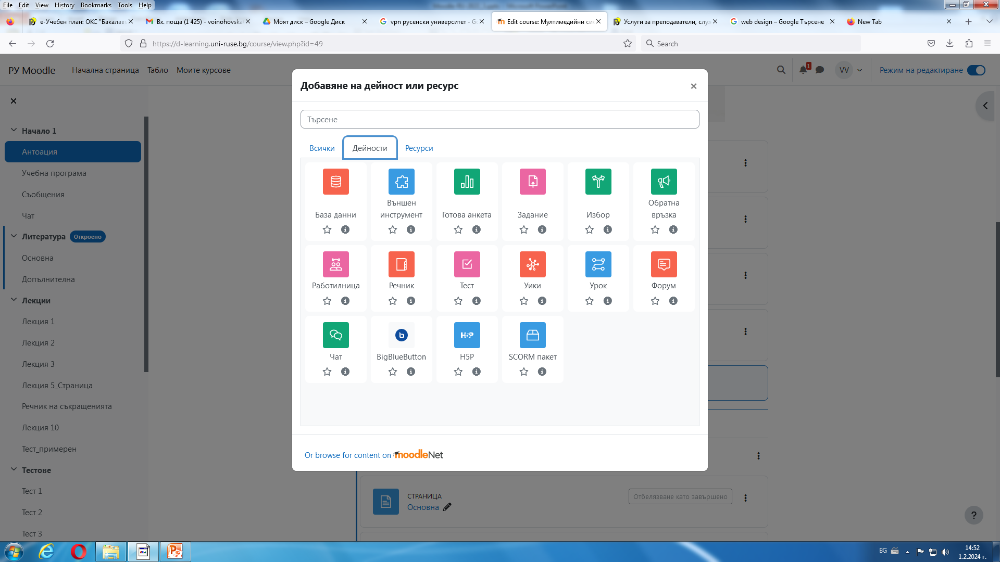 File Edit View History Bookmarks Tools Help
е-Учебен план: ОКС "Бакалавъ
Вх. поща (1 425) - voinohovska
Моят диск – Google Диск
vpn русенски университет - Go
Edit course: Мултимедийни сис
Услуги за преподаватели, служ
web design – Google Търсене
New Tab
https://d-learning.uni-ruse.bg/course/view.php?id=49
Search
РУ Moodle
Начална страница
Табло
Моите курсове
1
VV
Режим на редактиране
Начало 1
Антоация
Учебна програма
Съобщения
Чат
Литература
Откроено
Основна
Допълнителна
Лекции
Лекция 1
Лекция 2
Лекция 3
Лекция 5_Страница
Речник на съкращенията
Лекция 10
Тест_примерен
Тестове
Тест 1
Тест 2
Тест 3
Добавяне на дейност или ресурс
Търсене
Всички
Дейности
Ресурси
База данни
Външен
инструмент
Готова анкета
Задание
Избор
Обратна
връзка
Работилница
Речник
Тест
Уики
Урок
Форум
Чат
b
BigBlueButton
H5P
H5P
SCORM пакет
Or browse for content on moodleNet
СТРАНИЦА
Основна
Отбелязване като завършено
?
BG
14:52
1.2.2024 г.